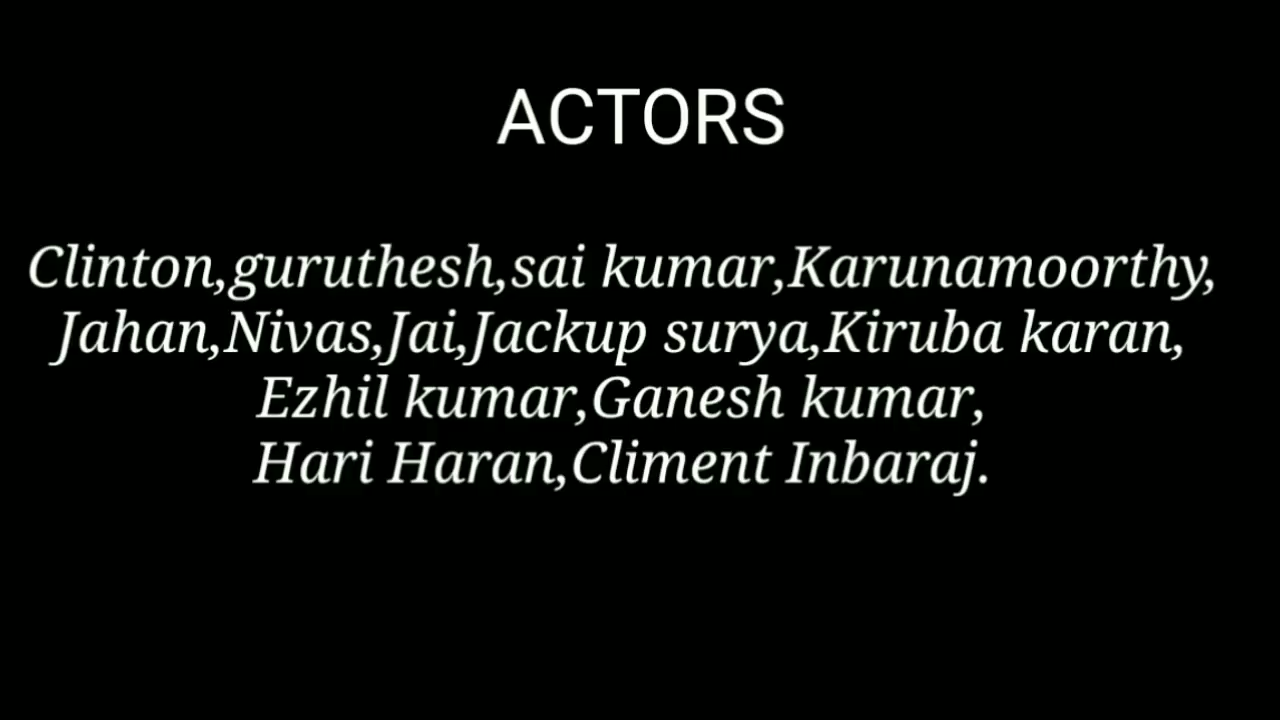 ACTORS
Clinton,guruthesh,sai kumar,Karunamoorthy,
Jahan,Nivas,Jai,Jackup surya,Kiruba karan,
Ezhil kumar,Ganesh kumar,
Hari Haran,Climent Inbaraj.